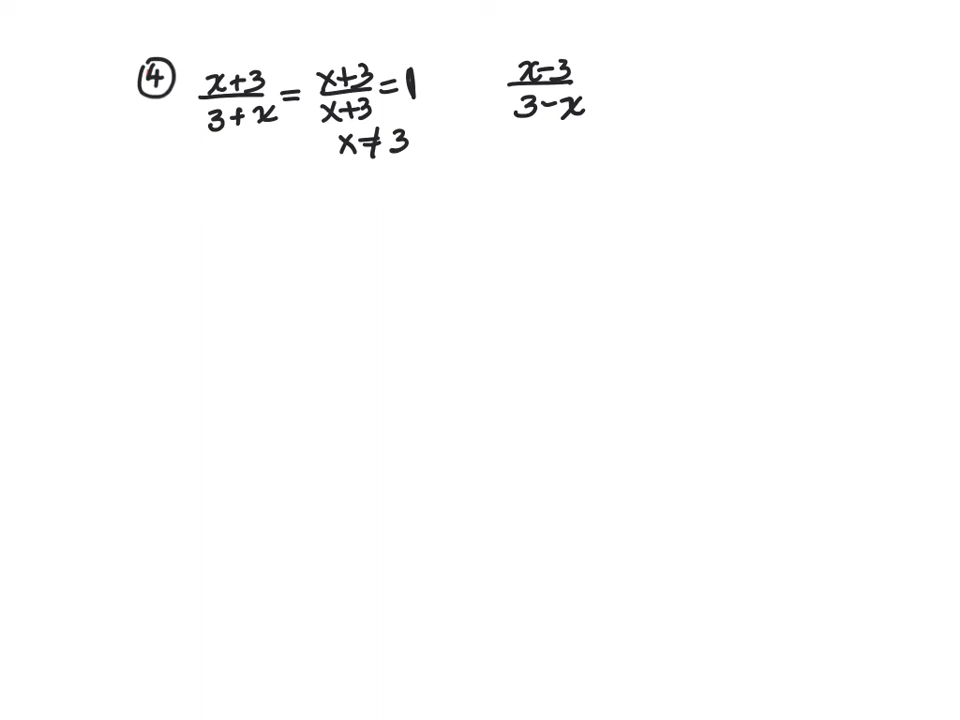 ④ x+3/3+x = x+3/x+3 = 1
x ≠ 3
x-3/3-x